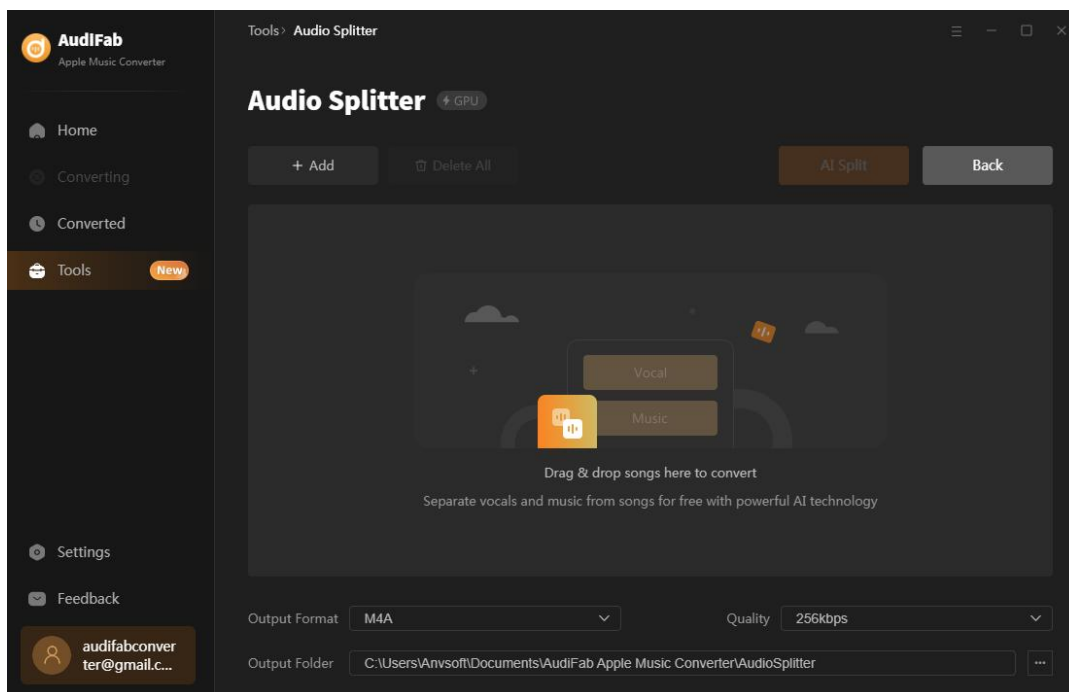 AudiFab
Apple Music Converter
Tools> Audio Splitter
Audio Splitter GPU
Home
Converting
Converted
Tools New
+ Add
Delete All
AI Split
Back
Vocal
Music
Drag & drop songs here to convert
Separate vocals and music from songs for free with powerful AI technology
Settings
Feedback
audifabconver
ter@gmail.c...
Output Format M4A
Quality 256kbps
Output Folder C:\Users\Anvsoft\Documents\AudiFab Apple Music Converter\AudioSplitter
...